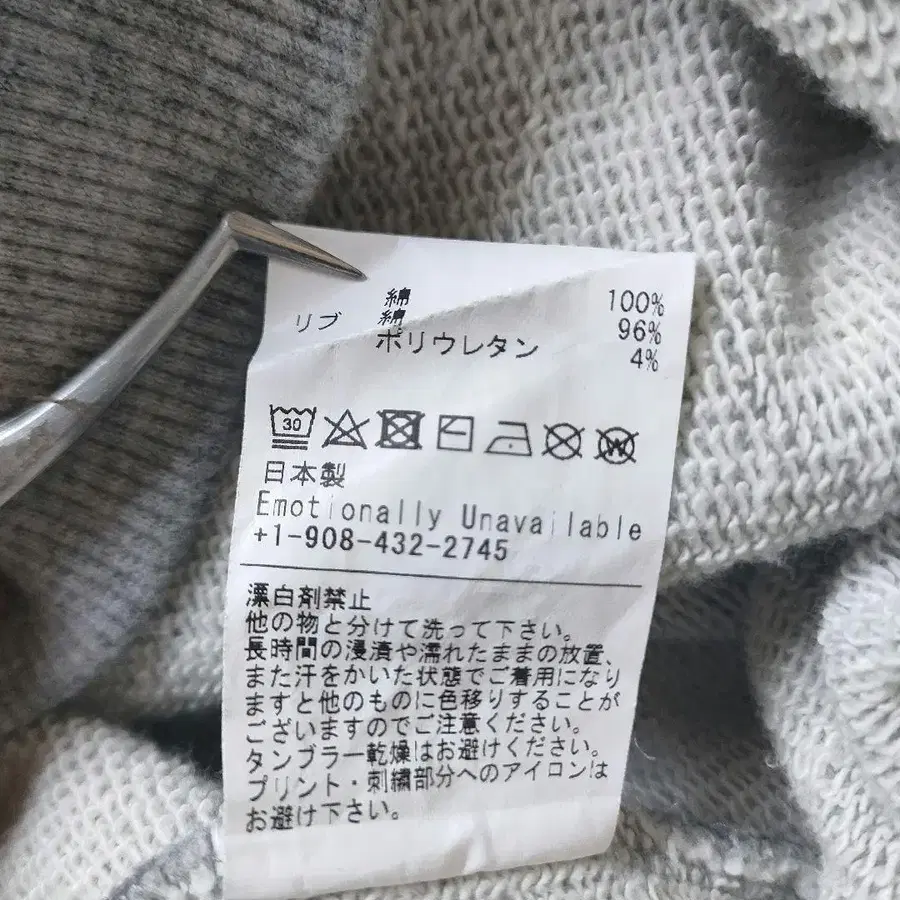 綿 100%
リブ 綿 96%
ポリウレタン 4%
30
W
日本製
Emotionally Unavailable
+1-908-432-2745
漂白剤禁止
他の物と分けて洗って下さい。
長時間の浸漬や濡れたままの放置、
また汗をかいた状態でご着用になり
ますと他のものに色移りすることが
ございますのでご注意ください。
タンブラー乾燥はお避けください。
プリント・刺繍部分へのアイロンは
お避け下さい。